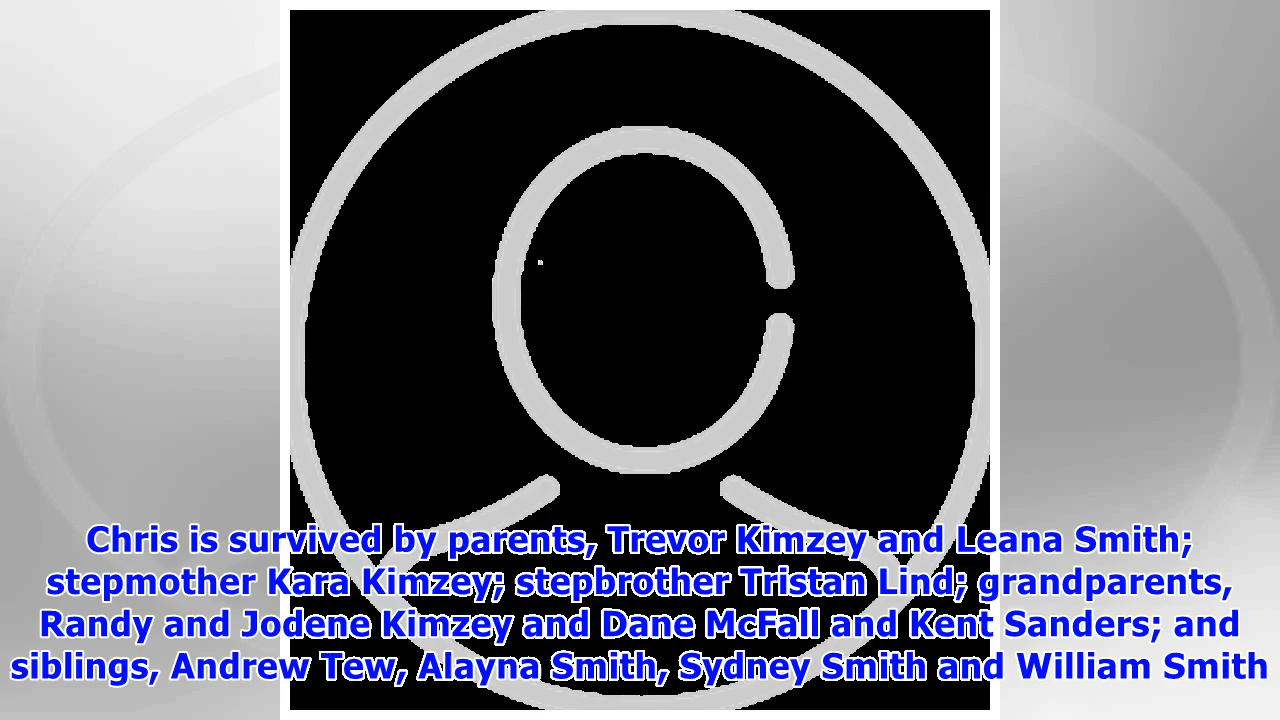 Chris is survived by parents, Trevor Kimzey and Leana Smith;
stepmother Kara Kimzey; stepbrother Tristan Lind; grandparents,
Randy and Jodene Kimzey and Dane McFall and Kent Sanders; and
siblings, Andrew Tew, Alayna Smith, Sydney Smith and William Smith